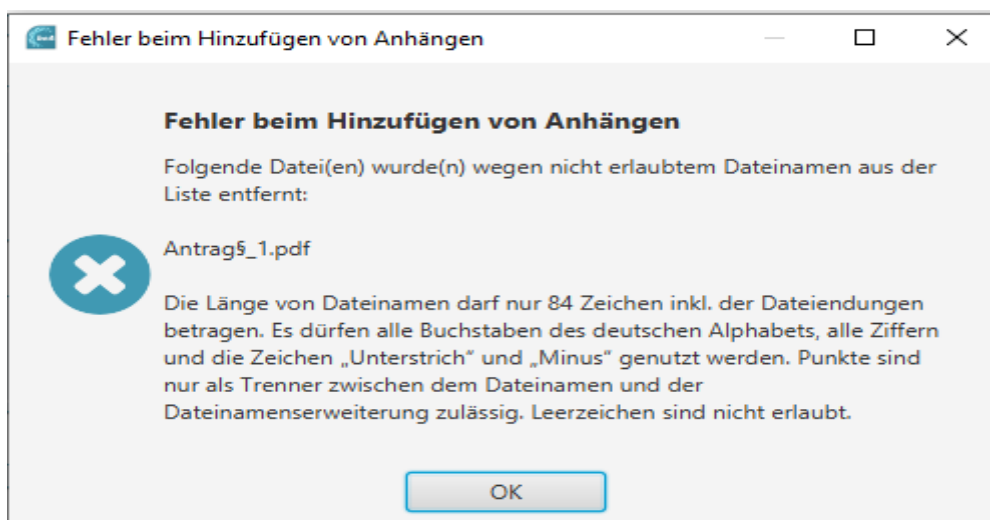 Fehler beim Hinzufügen von Anhängen
Fehler beim Hinzufügen von Anhängen
Folgende Datei(en) wurde(n) wegen nicht erlaubtem Dateinamen aus der
Liste entfernt:
Antrag§_1.pdf
Die Länge von Dateinamen darf nur 84 Zeichen inkl. der Dateiendungen
betragen. Es dürfen alle Buchstaben des deutschen Alphabets, alle Ziffern
und die Zeichen „Unterstrich“ und „Minus“ genutzt werden. Punkte sind
nur als Trenner zwischen dem Dateinamen und der
Dateinamenserweiterung zulässig. Leerzeichen sind nicht erlaubt.
OK